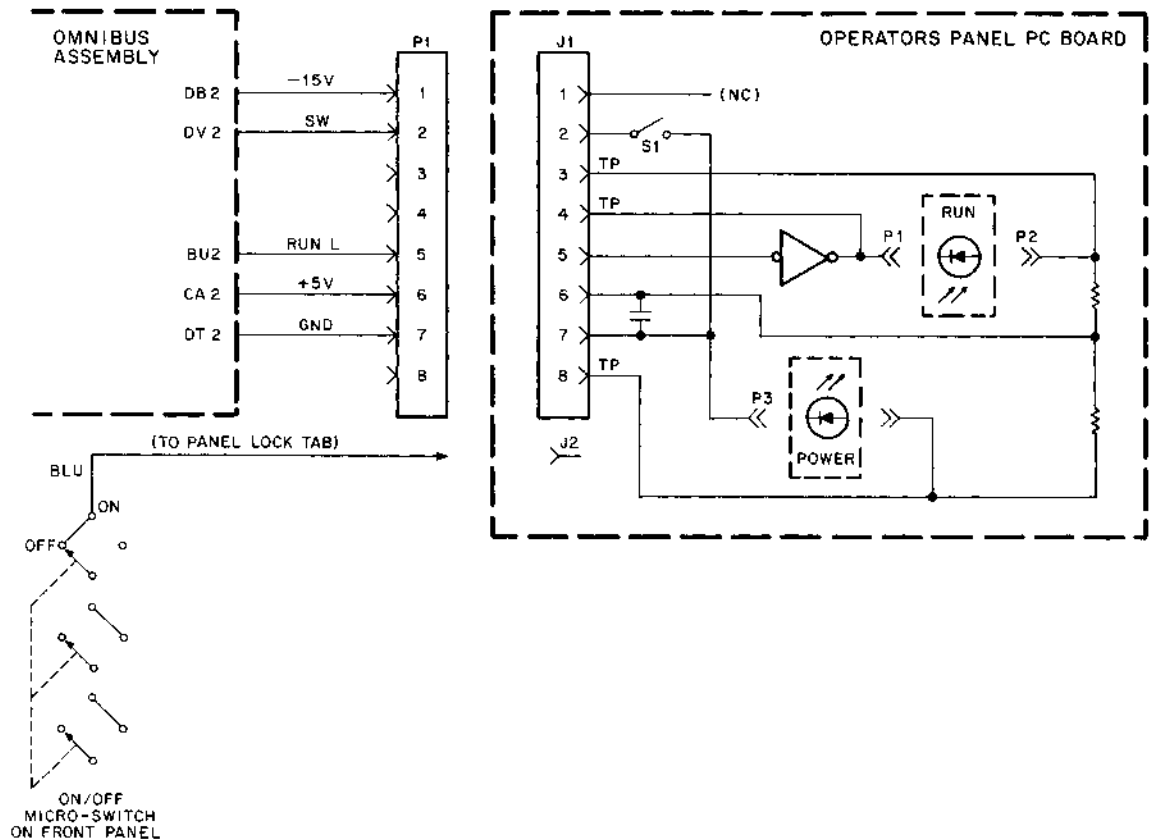 OMNIBUS
ASSEMBLY
P1
J1
OPERATORS PANEL PC BOARD
DB2
-15V
1
1
(NC)
DV2
SW
2
2
S1
3
3
TP
4
4
TP
RUN
BU2
RUN L
5
5
P1
P2
CA2
+5V
6
6
DT2
GND
7
7
8
8
TP
P3
POWER
(TO PANEL LOCK TAB)
J2
BLU
ON
OFF
ON/OFF
MICRO-SWITCH
ON FRONT PANEL